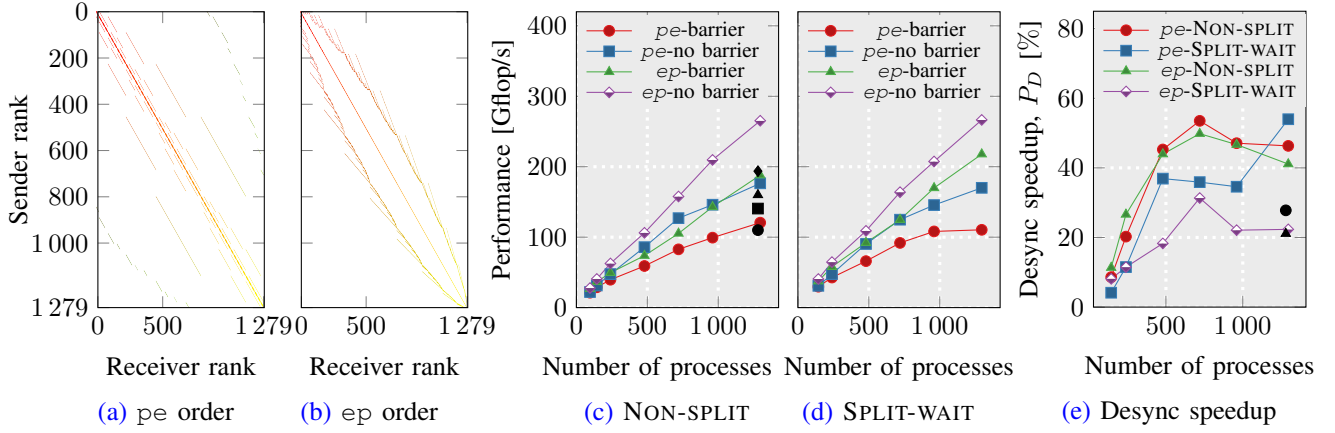 0
200
400
600
800
1 000
1 279
Sender rank
0
500
1 279
Receiver rank
(a) pe order
0
500
1 279
Receiver rank
(b) ep order
Performance [Gflop/s]
400
300
200
100
0
pe-barrier
pe-no barrier
ep-barrier
ep-no barrier
500
1 000
Number of processes
(c) NON-SPLIT
pe-barrier
pe-no barrier
ep-barrier
ep-no barrier
500
1 000
Number of processes
(d) SPLIT-WAIT
Desync speedup, P_D [%]
80
60
40
20
0
pe-NON-SPLIT
pe-SPLIT-WAIT
ep-NON-SPLIT
ep-SPLIT-WAIT
500
1 000
Number of processes
(e) Desync speedup